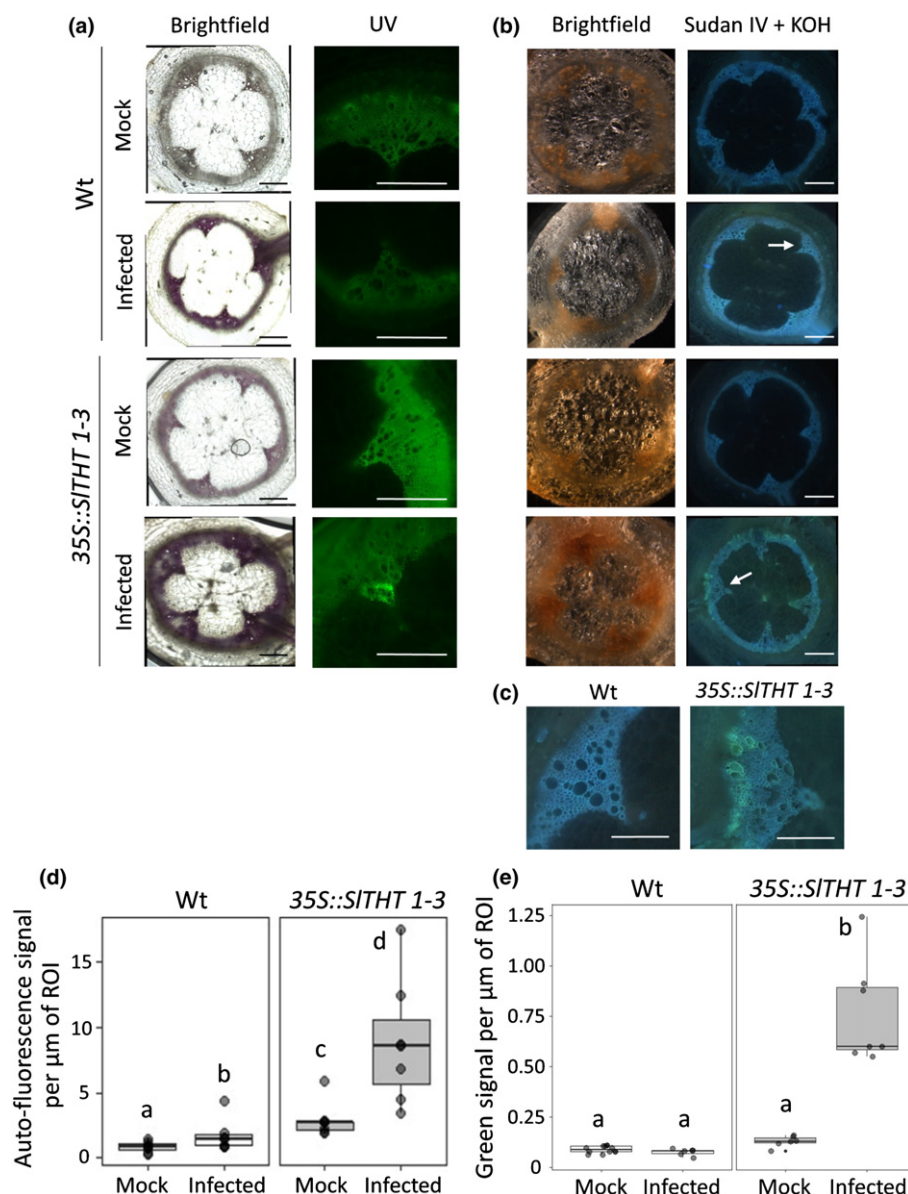 (a)
Brightfield
UV
(b)
Brightfield
Sudan IV + KOH
Wt
Mock
Infected
35S::SlTHT 1-3
Mock
Infected
(c)
Wt
35S::SlTHT 1-3
(d)
Wt
35S::SlTHT 1-3
Auto-fluorescence signal
per µm of ROI
15
10
5
0
a
b
c
d
Mock
Infected
Mock
Infected
(e)
Wt
35S::SlTHT 1-3
Green signal per µm of ROI
1.25
1.00
0.75
0.50
0.25
0
a
a
a
b
Mock
Infected
Mock
Infected